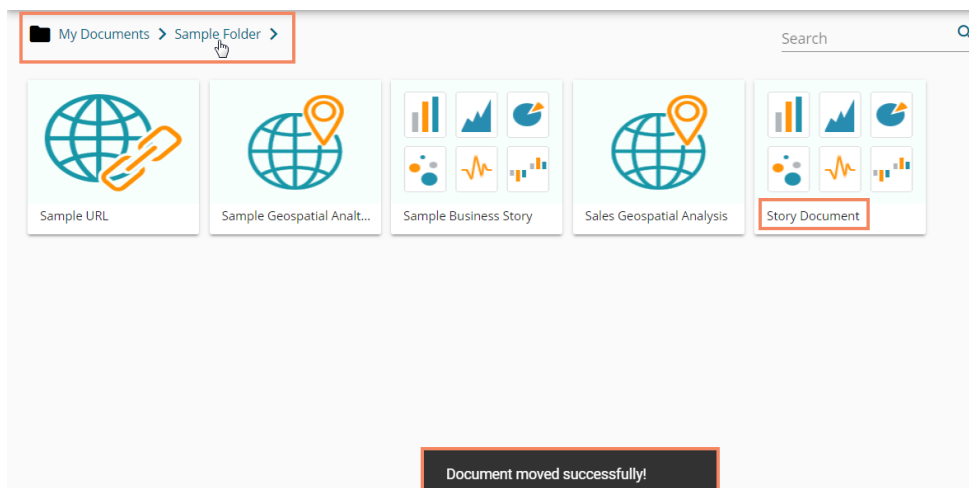 My Documents > Sample Folder >
Search
Sample URL
Sample Geospatial Analt...
Sample Business Story
Sales Geospatial Analysis
Story Document
Document moved successfully!